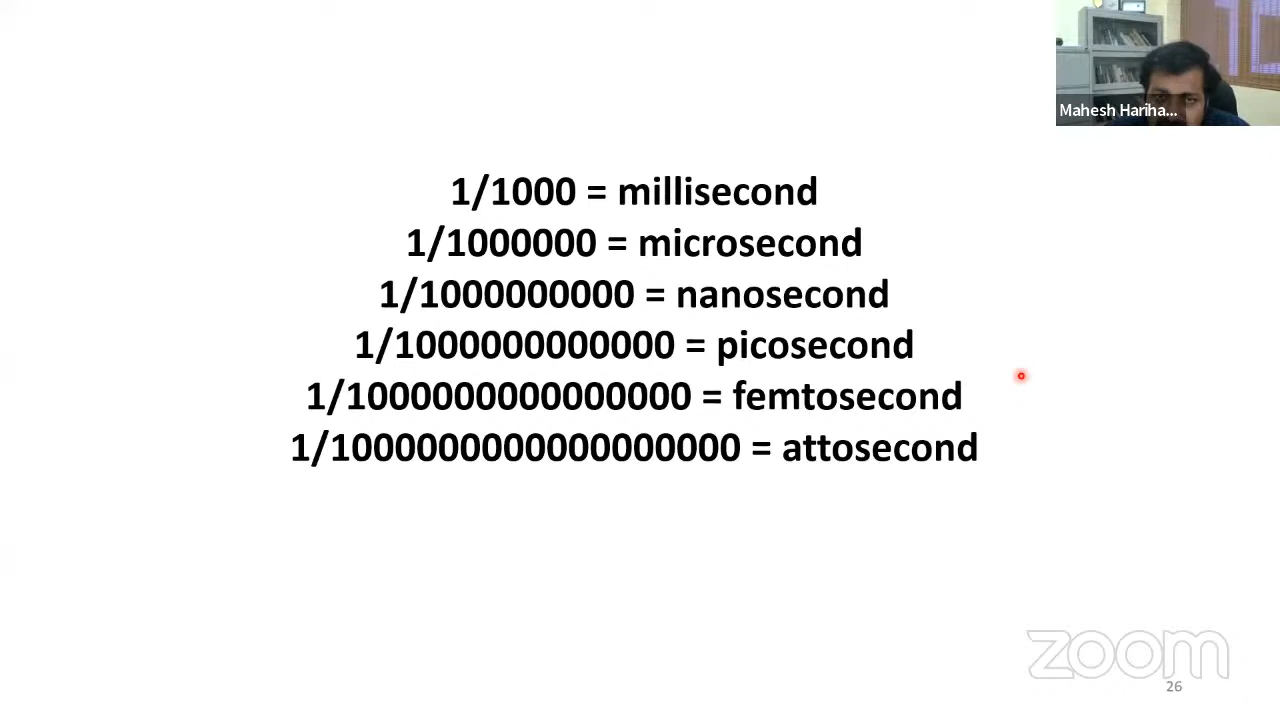 Mahesh Hariha...
1/1000 = millisecond
1/1000000 = microsecond
1/1000000000 = nanosecond
1/1000000000000 = picosecond
1/1000000000000000 = femtosecond
1/1000000000000000000 = attosecond
zoom
26